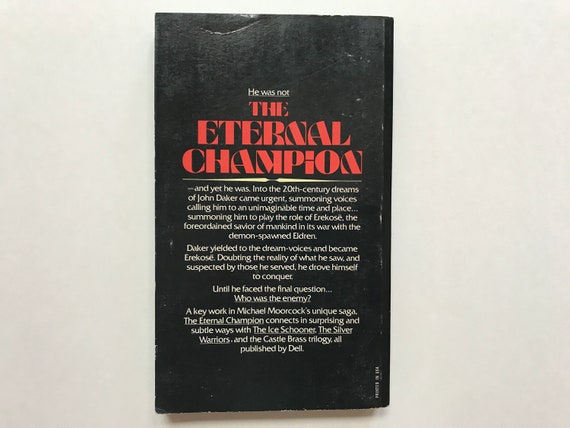 He was not
THE
ETERNAL
CHAMPiON
—and yet he was. Into the 20th-century dreams
of John Daker came urgent, summoning voices
calling him to an unimaginable time and place...
summoning him to play the role of Erekosë, the
foreordained savior of mankind in its war with the
demon-spawned Eldren.
Daker yielded to the dream-voices and became
Erekosë. Doubting the reality of what he saw, and
suspected by those he served, he drove himself
to conquer.
Until he faced the final question...
Who was the enemy?
A key work in Michael Moorcock's unique saga,
The Eternal Champion connects in surprising and
subtle ways with The Ice Schooner, The Silver
Warriors, and the Castle Brass trilogy, all
published by Dell.
PRINTED IN USA